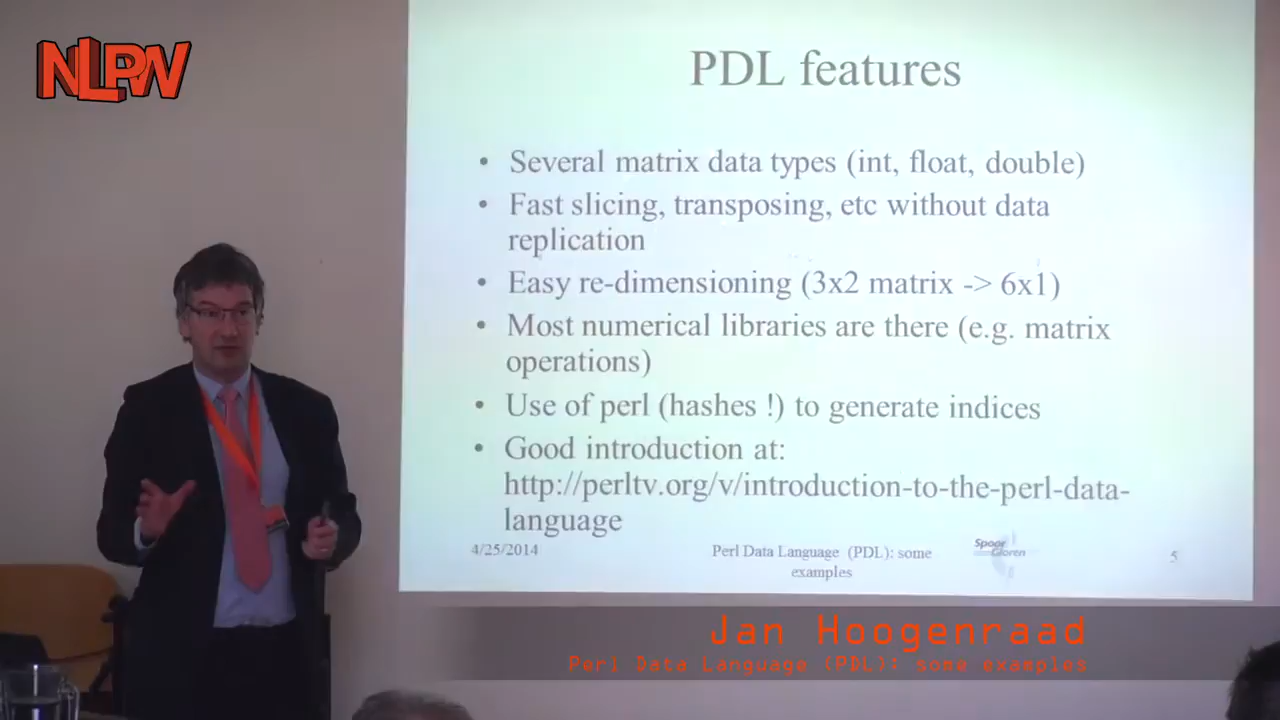 NLPW
PDL features
• Several matrix data types (int, float, double)
• Fast slicing, transposing, etc without data
replication
• Easy re-dimensioning (3x2 matrix -> 6x1)
• Most numerical libraries are there (e.g. matrix
operations)
• Use of perl (hashes !) to generate indices
• Good introduction at:
http://perltv.org/v/introduction-to-the-perl-data-
language
4/25/2014
Perl Data Language (PDL): some
examples
Spoor
Gloren
5
Jan Hoogenraad
Perl Data Language (PDL): some examples